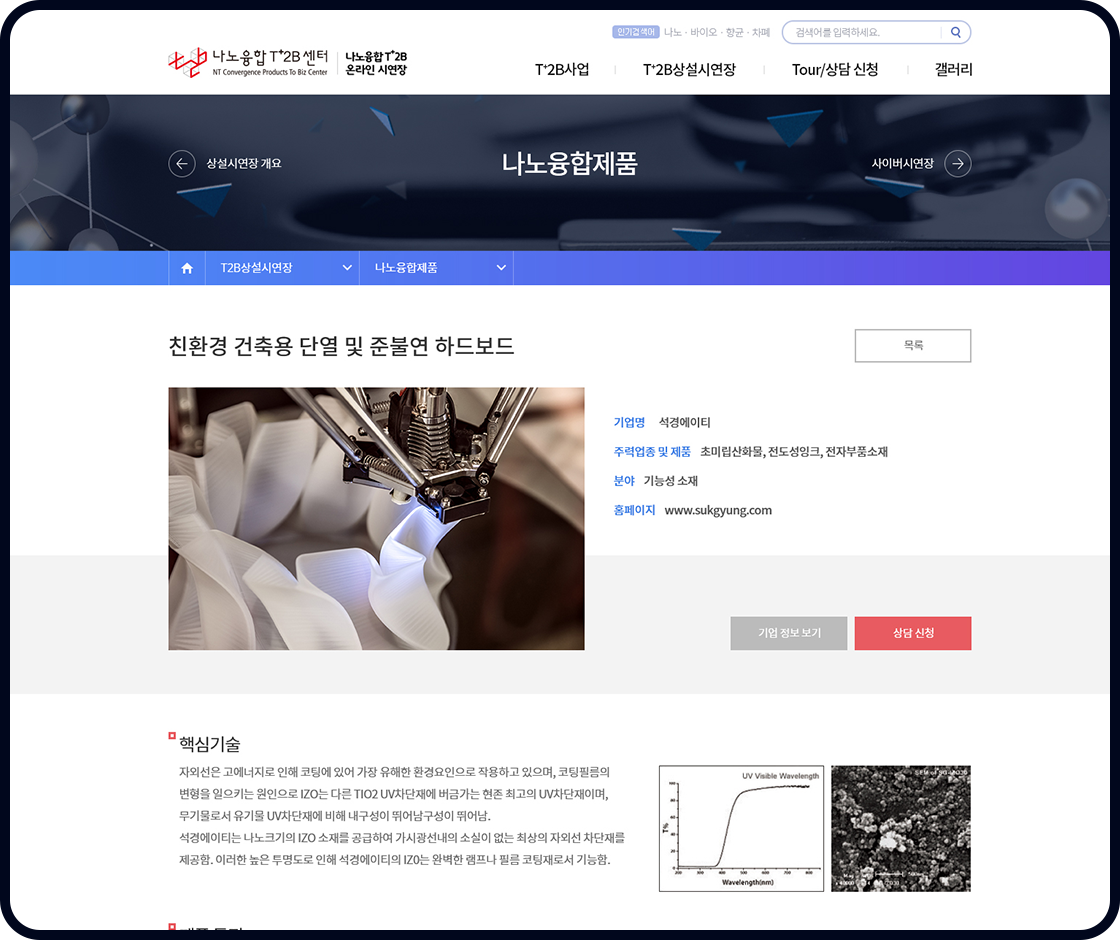 인기검색어 나노 · 바이오 · 항균 · 차폐 검색어를 입력하세요.
나노융합 T+2B 센터 나노융합 T+2B
NT Convergence Products To Biz Center 온라인 시연장
T+2B사업 T+2B상설시연장 Tour/상담 신청 갤러리
상설시연장 개요 나노융합제품 사이버시연장
T2B상설시연장 나노융합제품
친환경 건축용 단열 및 준불연 하드보드 목록
기업명 석경에이티
주력업종 및 제품 초미립산화물, 전도성잉크, 전자부품소재
분야 기능성 소재
홈페이지 www.sukgyung.com
기업 정보 보기 상담 신청
핵심기술
자외선은 고에너지로 인해 코팅에 있어 가장 유해한 환경요인으로 작용하고 있으며, 코팅필름의
변형을 일으키는 원인으로 IZO는 다른 TIO2 UV차단재에 버금가는 현존 최고의 UV차단재이며,
무기물로서 유기물 UV차단재에 비해 내구성이 뛰어남구성이 뛰어남.
석경에이티는 나노크기의 IZO 소재를 공급하여 가시광선내의 소실이 없는 최상의 자외선 차단재를
제공함. 이러한 높은 투명도로 인해 석경에이티의 IZ0는 완벽한 램프나 필름 코팅재로서 기능함.
UV Visible Wavelength
T%
100
80
60
40
20
0
200 300 400 500 600 700 800
Wavelength(nm)